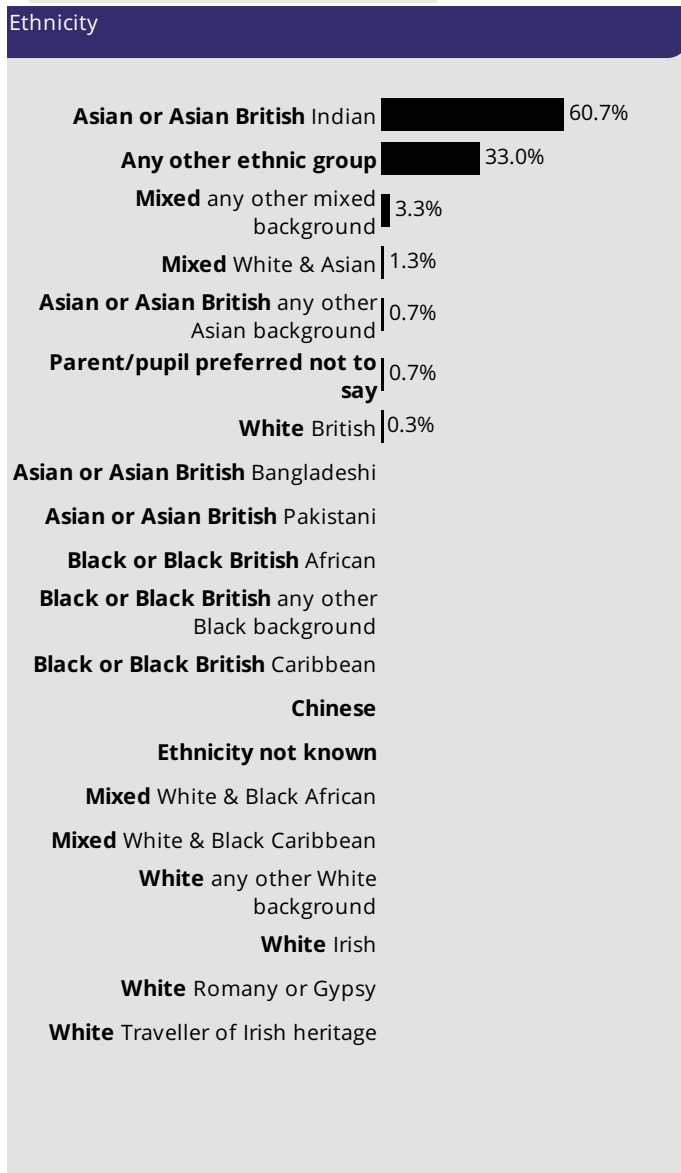 Ethnicity
Asian or Asian British Indian 60.7%
Any other ethnic group 33.0%
Mixed any other mixed
background 3.3%
Mixed White & Asian 1.3%
Asian or Asian British any other
Asian background 0.7%
Parent/pupil preferred not to
say 0.7%
White British 0.3%
Asian or Asian British Bangladeshi
Asian or Asian British Pakistani
Black or Black British African
Black or Black British any other
Black background
Black or Black British Caribbean
Chinese
Ethnicity not known
Mixed White & Black African
Mixed White & Black Caribbean
White any other White
background
White Irish
White Romany or Gypsy
White Traveller of Irish heritage